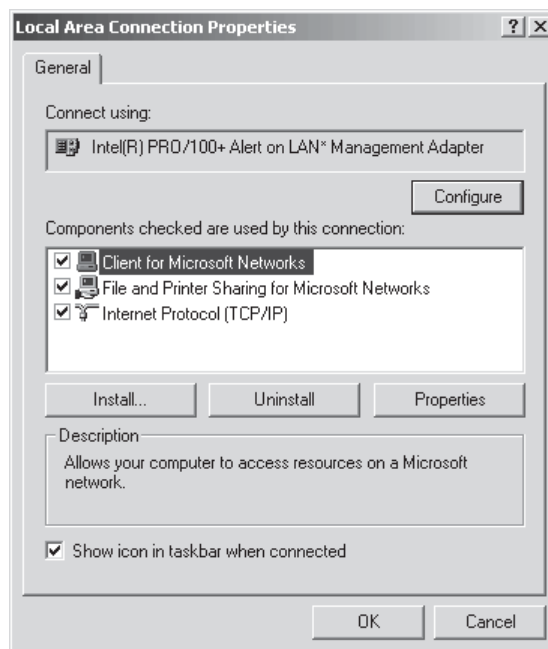 Local Area Connection Properties
General
Connect using:
Intel(R) PRO/100+ Alert on LAN* Management Adapter
Configure
Components checked are used by this connection:
Client for Microsoft Networks
File and Printer Sharing for Microsoft Networks
Internet Protocol (TCP/IP)
Install... Uninstall Properties
Description
Allows your computer to access resources on a Microsoft
network.
Show icon in taskbar when connected
OK Cancel